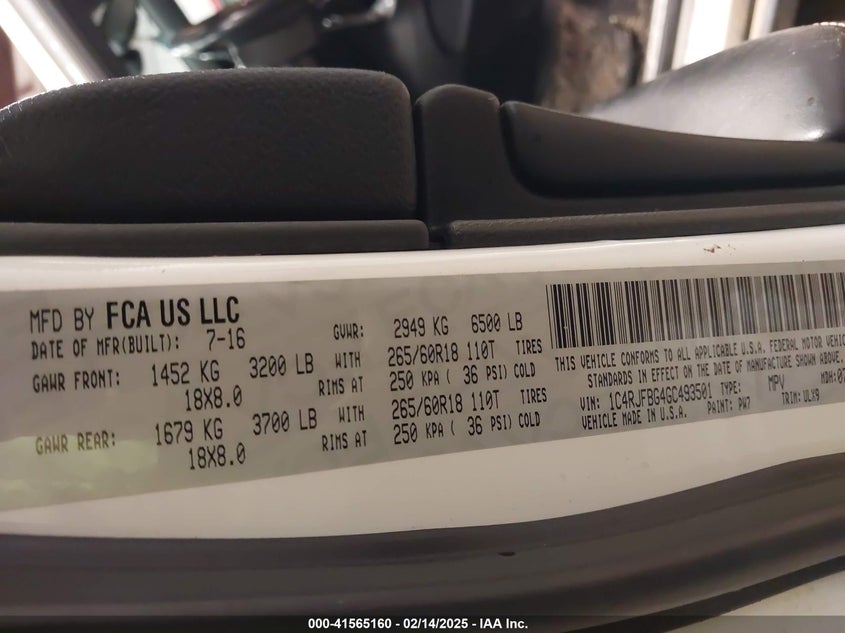 MFD BY FCA US LLC
DATE OF MFR(BUILT): 7-16
GVWR: 2949 KG 6500 LB
GAWR FRONT: 1452 KG 3200 LB WITH 265/60R18 110T TIRES
18X8.0 RIMS AT 250 KPA ( 36 PSI) COLD
GAWR REAR: 1679 KG 3700 LB WITH 265/60R18 110T TIRES
18X8.0 RIMS AT 250 KPA ( 36 PSI) COLD
THIS VEHICLE CONFORMS TO ALL APPLICABLE U.S.A. FEDERAL MOTOR
STANDARDS IN EFFECT ON THE DATE OF MANUFACTURE SHOWN ABOVE.
VIN: 1C4RJFBG4GC493501 TYPE: MPV MDH:
VEHICLE MADE IN U.S.A. PAINT: PW7 TRIM: ULX9
000-41565160 - 02/14/2025 - IAA Inc.